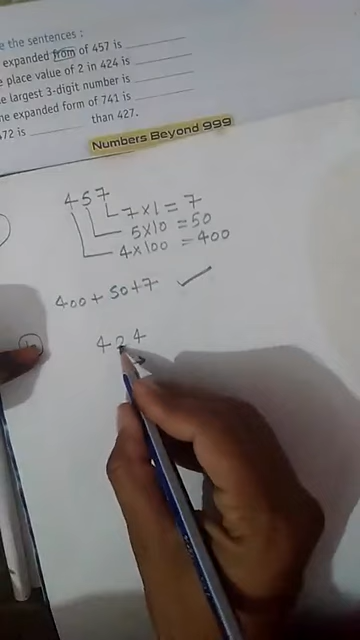 e the sentences :
expanded from of 457 is
e place value of 2 in 424 is
e largest 3-digit number is
ne expanded form of 741 is
472 is than 427.
Numbers Beyond 999
457
7×1 = 7
5×10 = 50
4×100 = 400
400 + 50 + 7
424